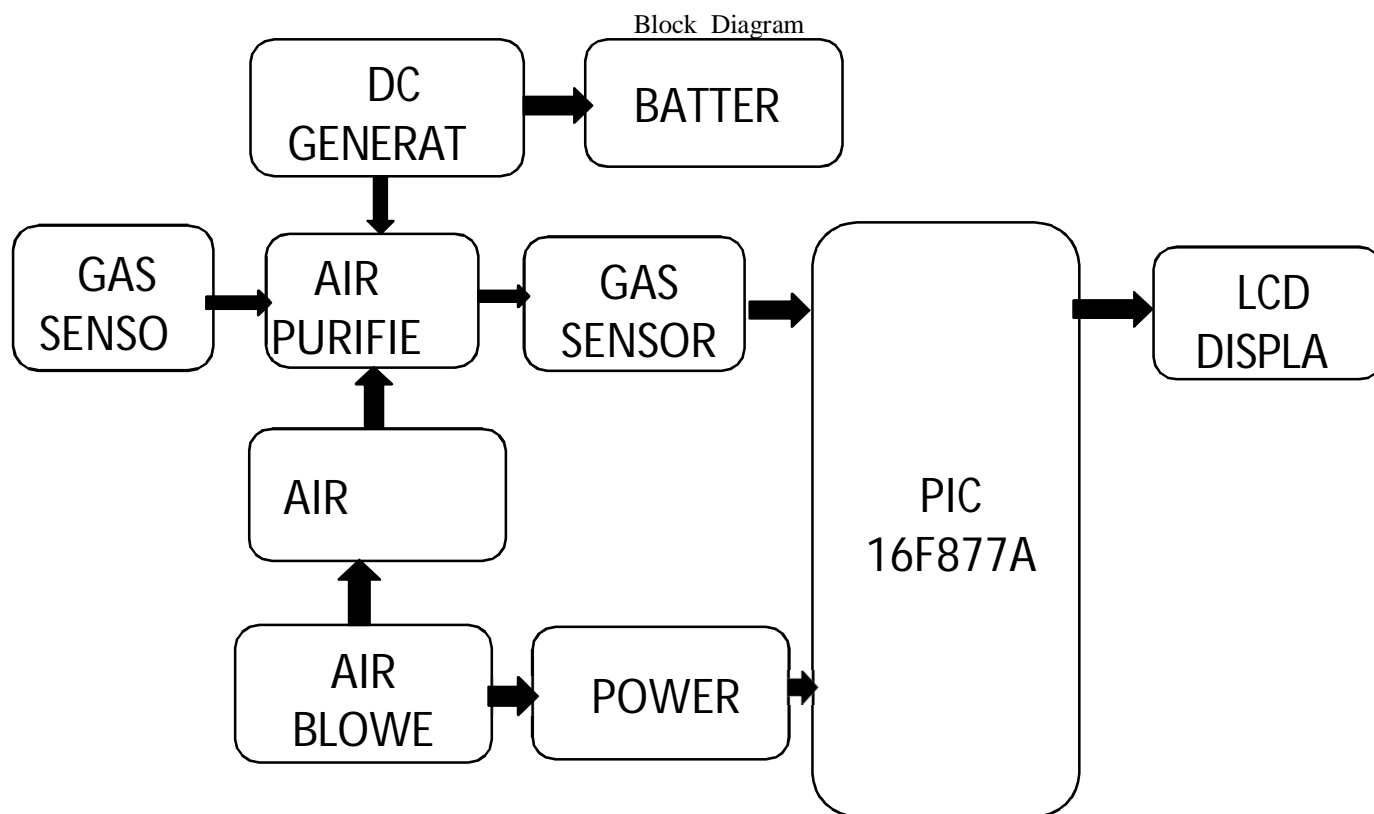 Block Diagram
DC
GENERAT
BATTER
GAS
SENSO
AIR
PURIFIE
GAS
SENSOR
LCD
DISPLA
AIR
PIC
16F877A
AIR
BLOWE
POWER